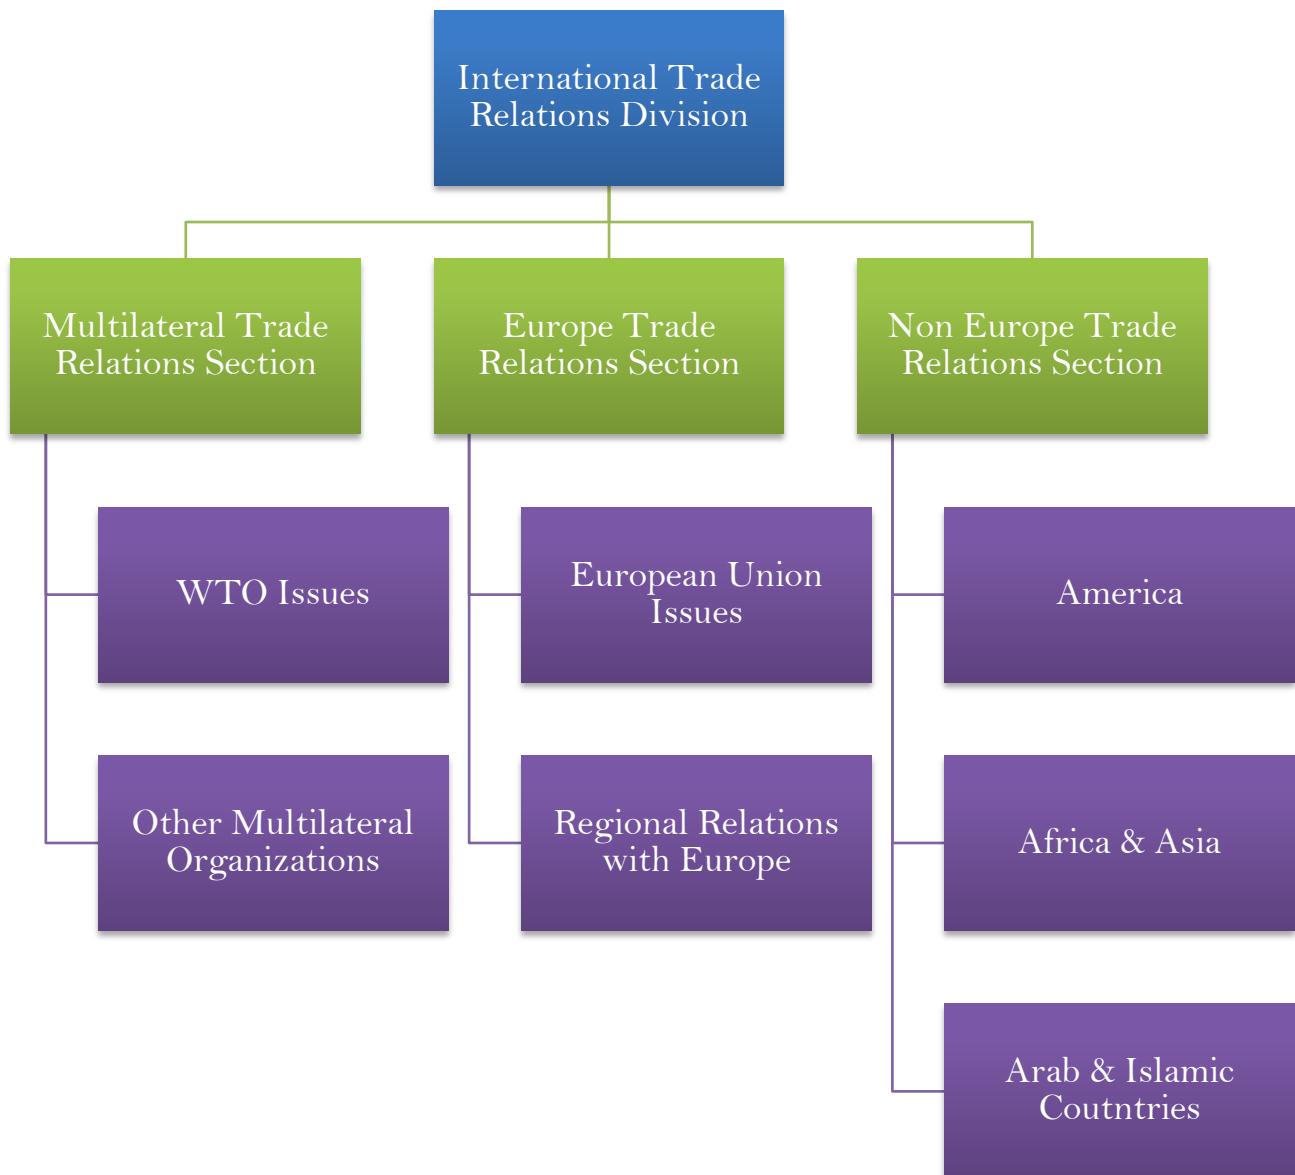 International Trade
Relations Division
Multilateral Trade
Relations Section
Europe Trade
Relations Section
Non Europe Trade
Relations Section
WTO Issues
European Union
Issues
America
Other Multilateral
Organizations
Regional Relations
with Europe
Africa & Asia
Arab & Islamic
Coutntries